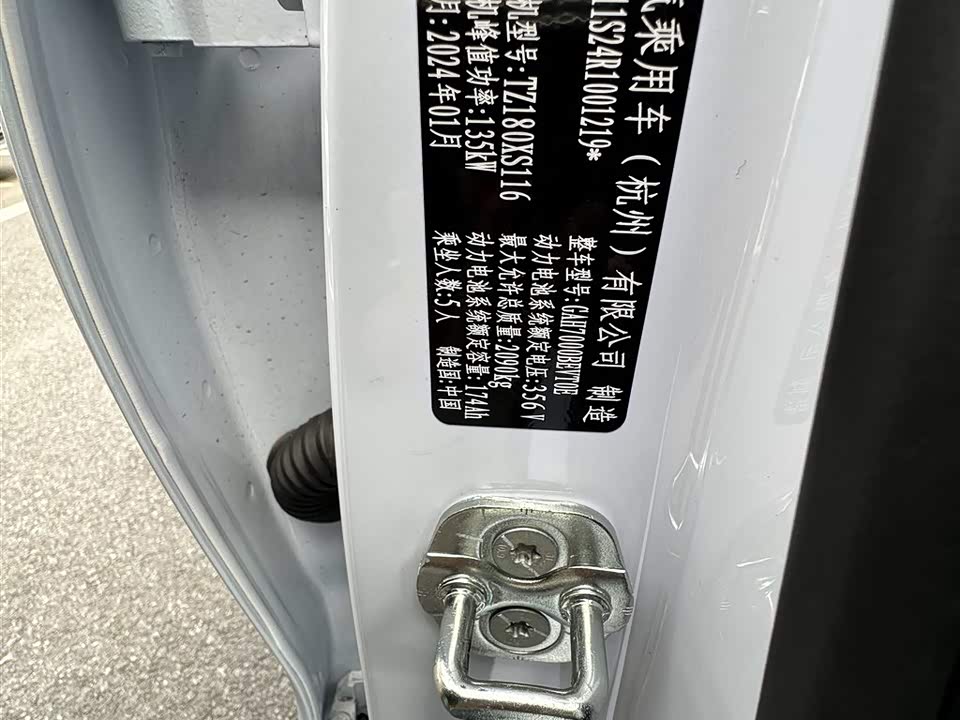 汽乘用车（杭州）有限公司 制造
11S24R1001219*
整车型号:GAH7000BEVT0E
机型号:TZ180XS116
动力电池系统额定电压:356V
最大允许总质量:2090kg
机峰值功率:135kW
动力电池系统额定容量:174Ah
月:2024年01月
乘坐人数:5人
制造国:中国